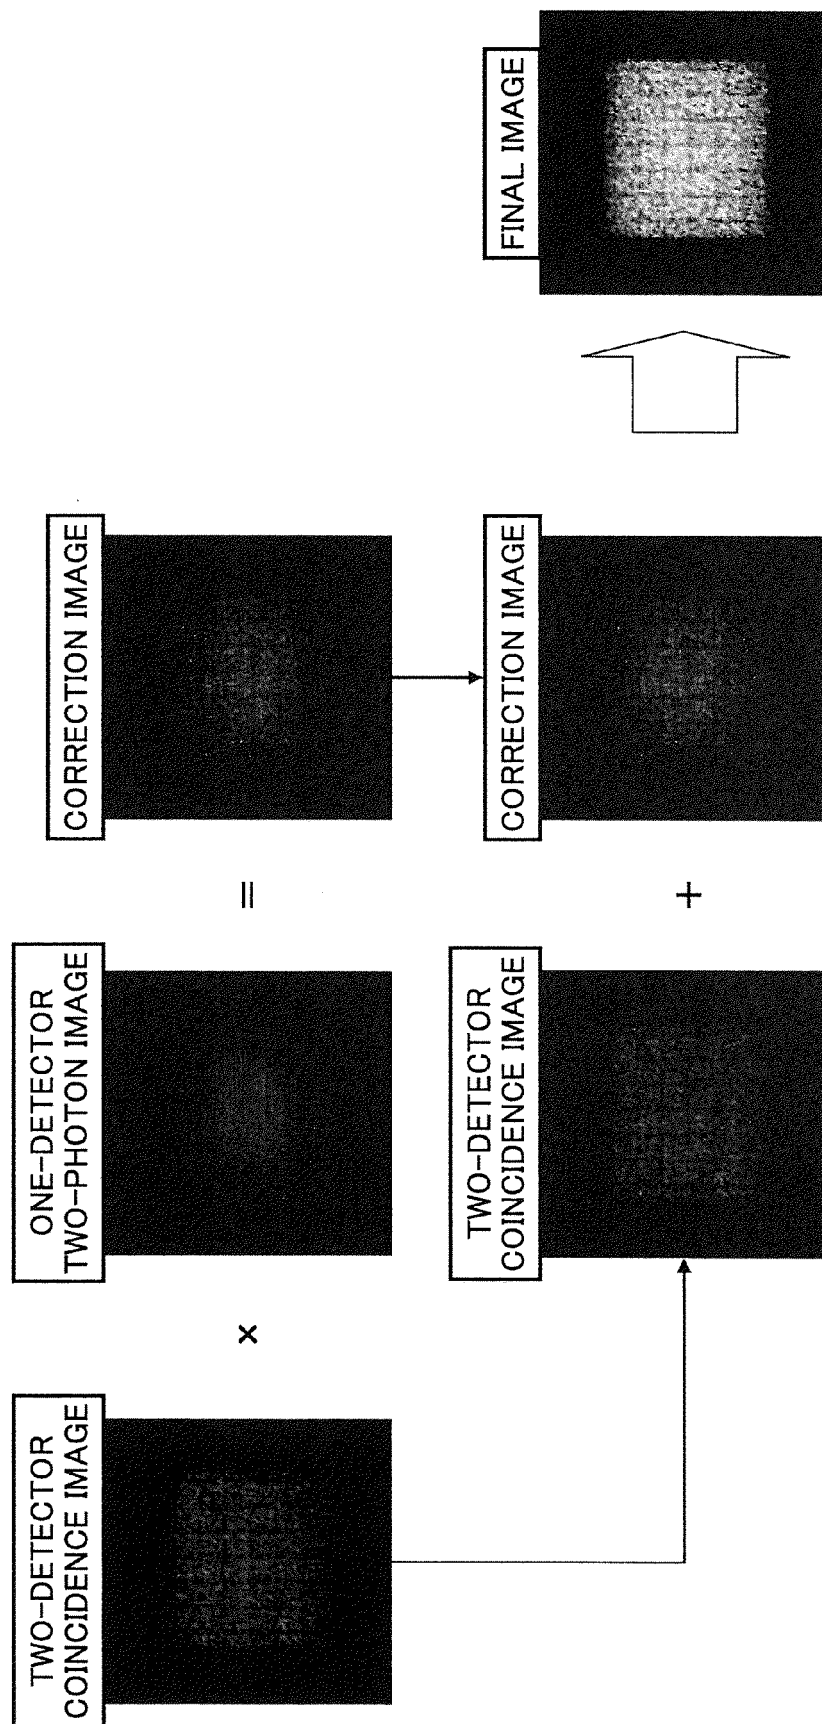 TWO-DETECTOR
COINCIDENCE IMAGE
×
ONE-DETECTOR
TWO-PHOTON IMAGE
=
CORRECTION IMAGE
TWO-DETECTOR
COINCIDENCE IMAGE
+
CORRECTION IMAGE
FINAL IMAGE